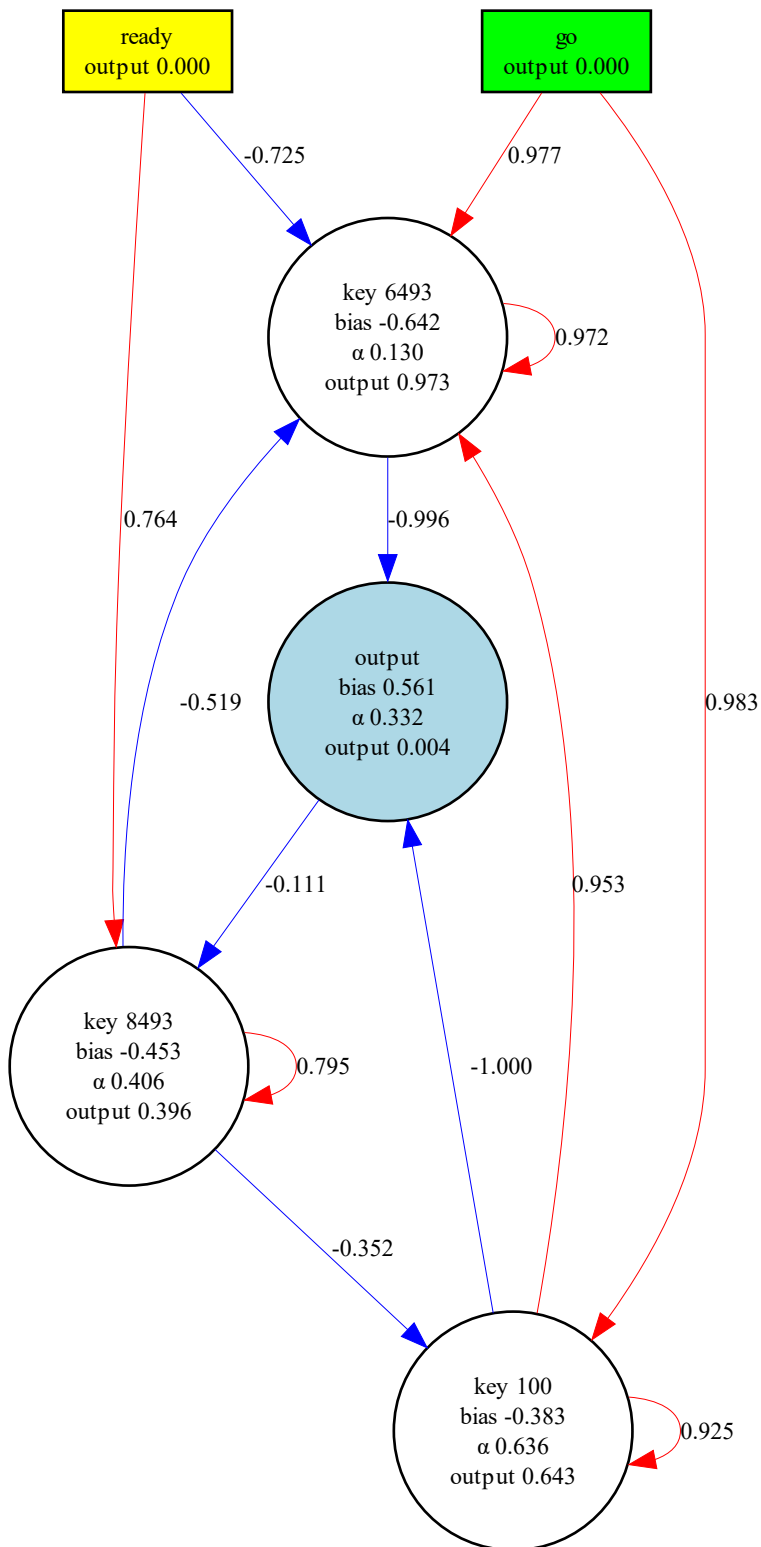 ready
output 0.000
go
output 0.000
-0.725
0.977
key 6493
bias -0.642
α 0.130
output 0.973
0.972
0.764
-0.996
-0.519
output
bias 0.561
α 0.332
output 0.004
0.983
-0.111
0.953
key 8493
bias -0.453
α 0.406
output 0.396
0.795
-1.000
-0.352
key 100
bias -0.383
α 0.636
output 0.643
0.925